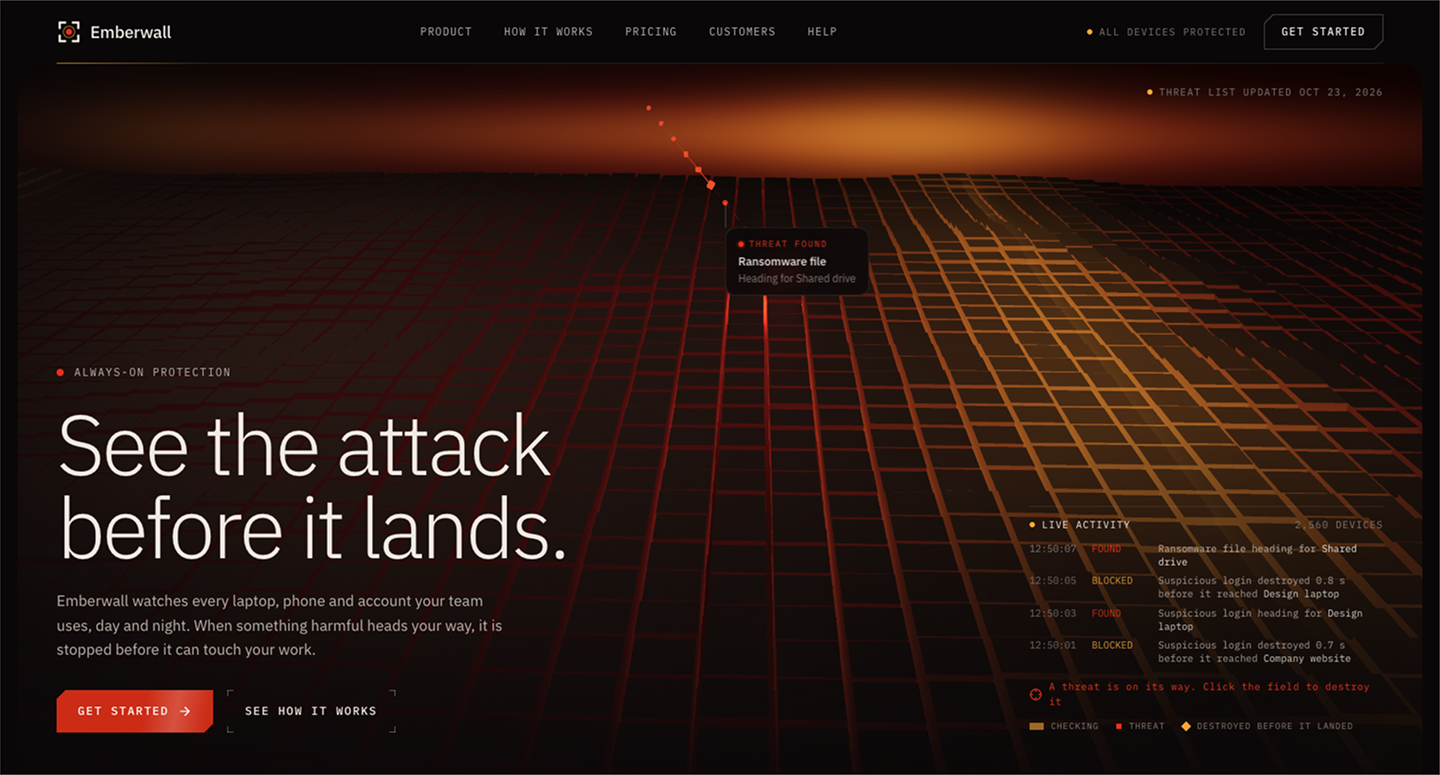 Emberwall
PRODUCT
HOW IT WORKS
PRICING
CUSTOMERS
HELP
ALL DEVICES PROTECTED
GET STARTED
THREAT LIST UPDATED OCT 23, 2026
THREAT FOUND
Ransomware file
Heading for Shared drive
ALWAYS-ON PROTECTION
See the attack
before it lands.
Emberwall watches every laptop, phone and account your team
uses, day and night. When something harmful heads your way, it is
stopped before it can touch your work.
GET STARTED →
SEE HOW IT WORKS
LIVE ACTIVITY 2,560 DEVICES
12:50:07 FOUND Ransomware file heading for Shared
drive
12:50:05 BLOCKED Suspicious login destroyed 0.8 s
before it reached Design laptop
12:50:03 FOUND Suspicious login heading for Design
laptop
12:50:01 BLOCKED Suspicious login destroyed 0.7 s
before it reached Company website
A threat is on its way. Click the field to destroy
it
CHECKING THREAT DESTROYED BEFORE IT LANDED